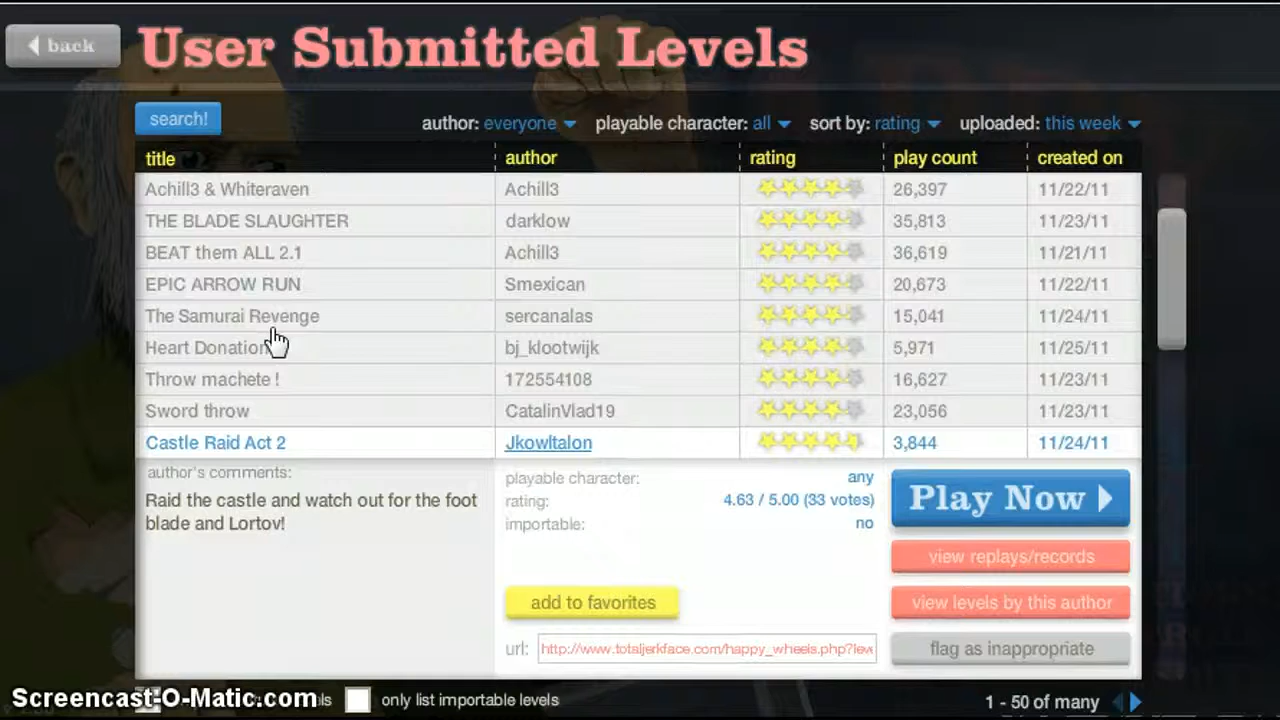 back
User Submitted Levels
search!
author: everyone playable character: all sort by: rating uploaded: this week
title author rating play count created on
Achill3 & Whiteraven Achill3 26,397 11/22/11
THE BLADE SLAUGHTER darklow 35,813 11/23/11
BEAT them ALL 2.1 Achill3 36,619 11/21/11
EPIC ARROW RUN Smexican 20,673 11/22/11
The Samurai Revenge sercanalas 15,041 11/24/11
Heart Donation bj_klootwijk 5,971 11/25/11
Throw machete ! 172554108 16,627 11/23/11
Sword throw CatalinVlad19 23,056 11/23/11
Castle Raid Act 2 JkowItalon 3,844 11/24/11
author's comments:
Raid the castle and watch out for the foot
blade and Lortov!
playable character: any
rating: 4.63 / 5.00 (33 votes)
importable: no
add to favorites
url: http://www.totaljerkface.com/happy_wheels.php?leve
Play Now
view replays/records
view levels by this author
flag as inappropriate
Screencast-O-Matic.com
only list importable levels
1 - 50 of many